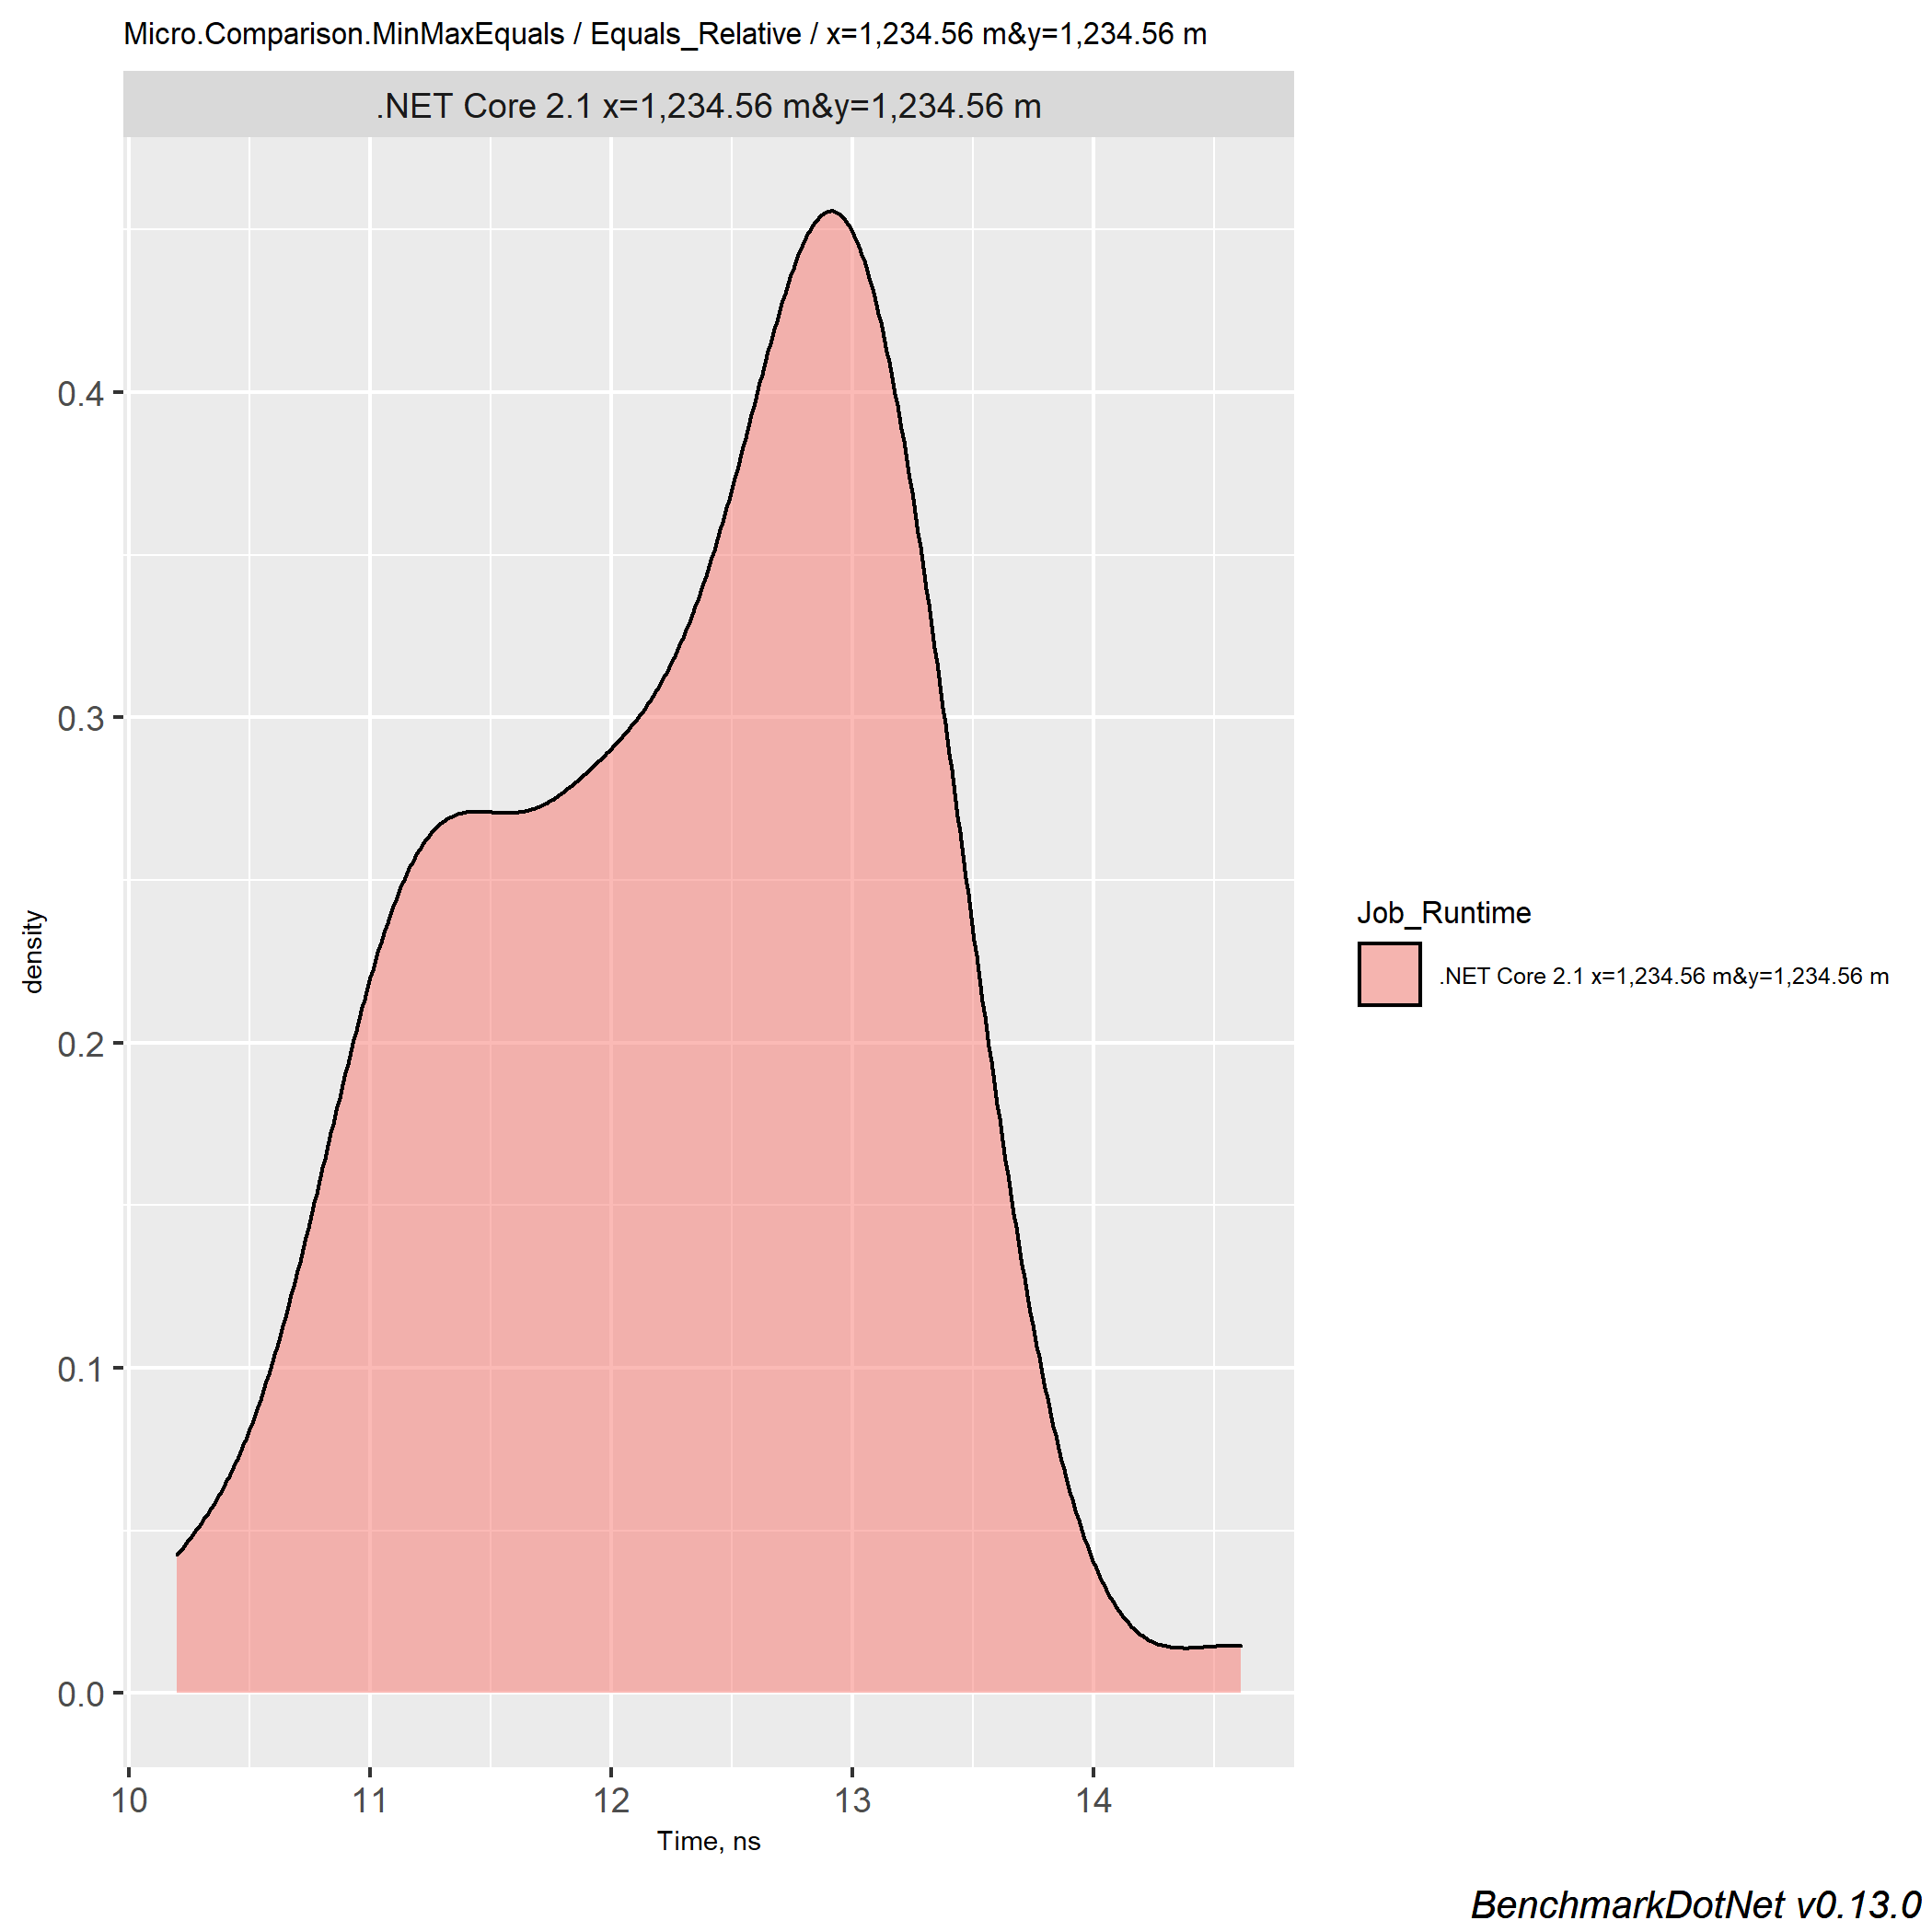 Micro.Comparison.MinMaxEquals / Equals_Relative / x=1,234.56 m&y=1,234.56 m
.NET Core 2.1 x=1,234.56 m&y=1,234.56 m
0.4
0.3
0.2
0.1
0.0
density
10 11 12 13 14
Time, ns
Job_Runtime
.NET Core 2.1 x=1,234.56 m&y=1,234.56 m
BenchmarkDotNet v0.13.0